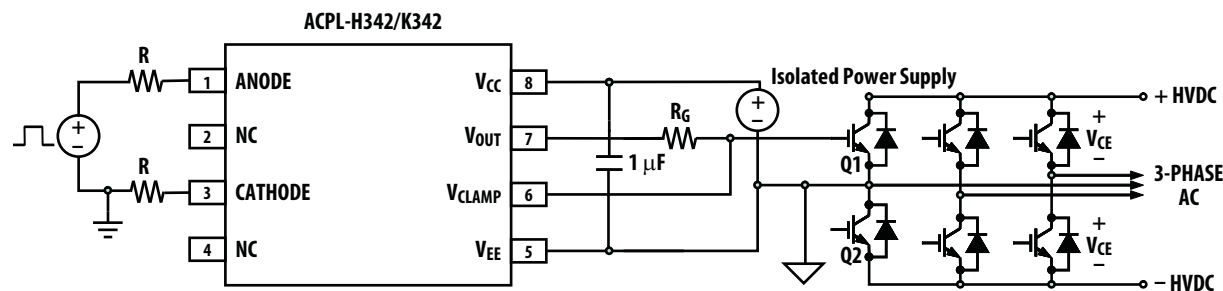 ACPL-H342/K342
R
1 ANODE
VCC 8
Isolated Power Supply
+ HVDC
+
−
2 NC
VOUT 7
RG
+
−
Q1
+
VCE
−
1 μF
R
3 CATHODE
VCLAMP 6
3-PHASE
AC
4 NC
VEE 5
Q2
+
VCE
−
− HVDC